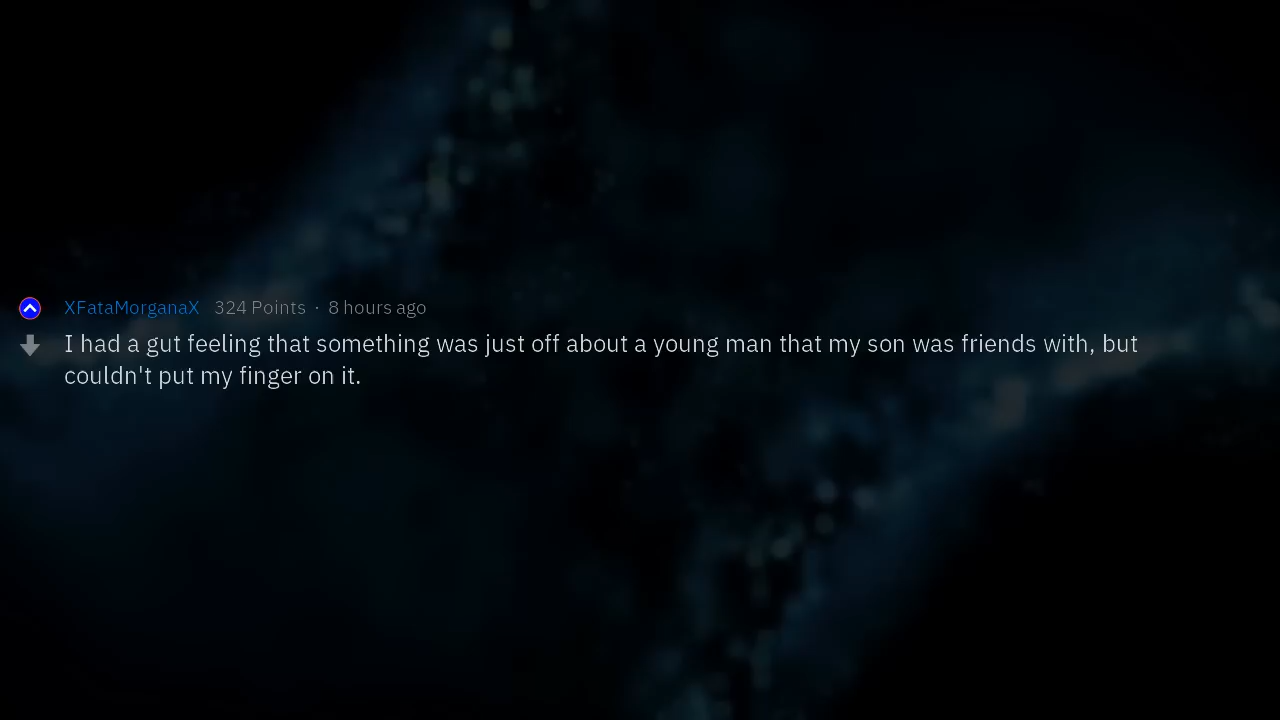 XFataMorganaX 324 Points · 8 hours ago
I had a gut feeling that something was just off about a young man that my son was friends with, but
couldn't put my finger on it.